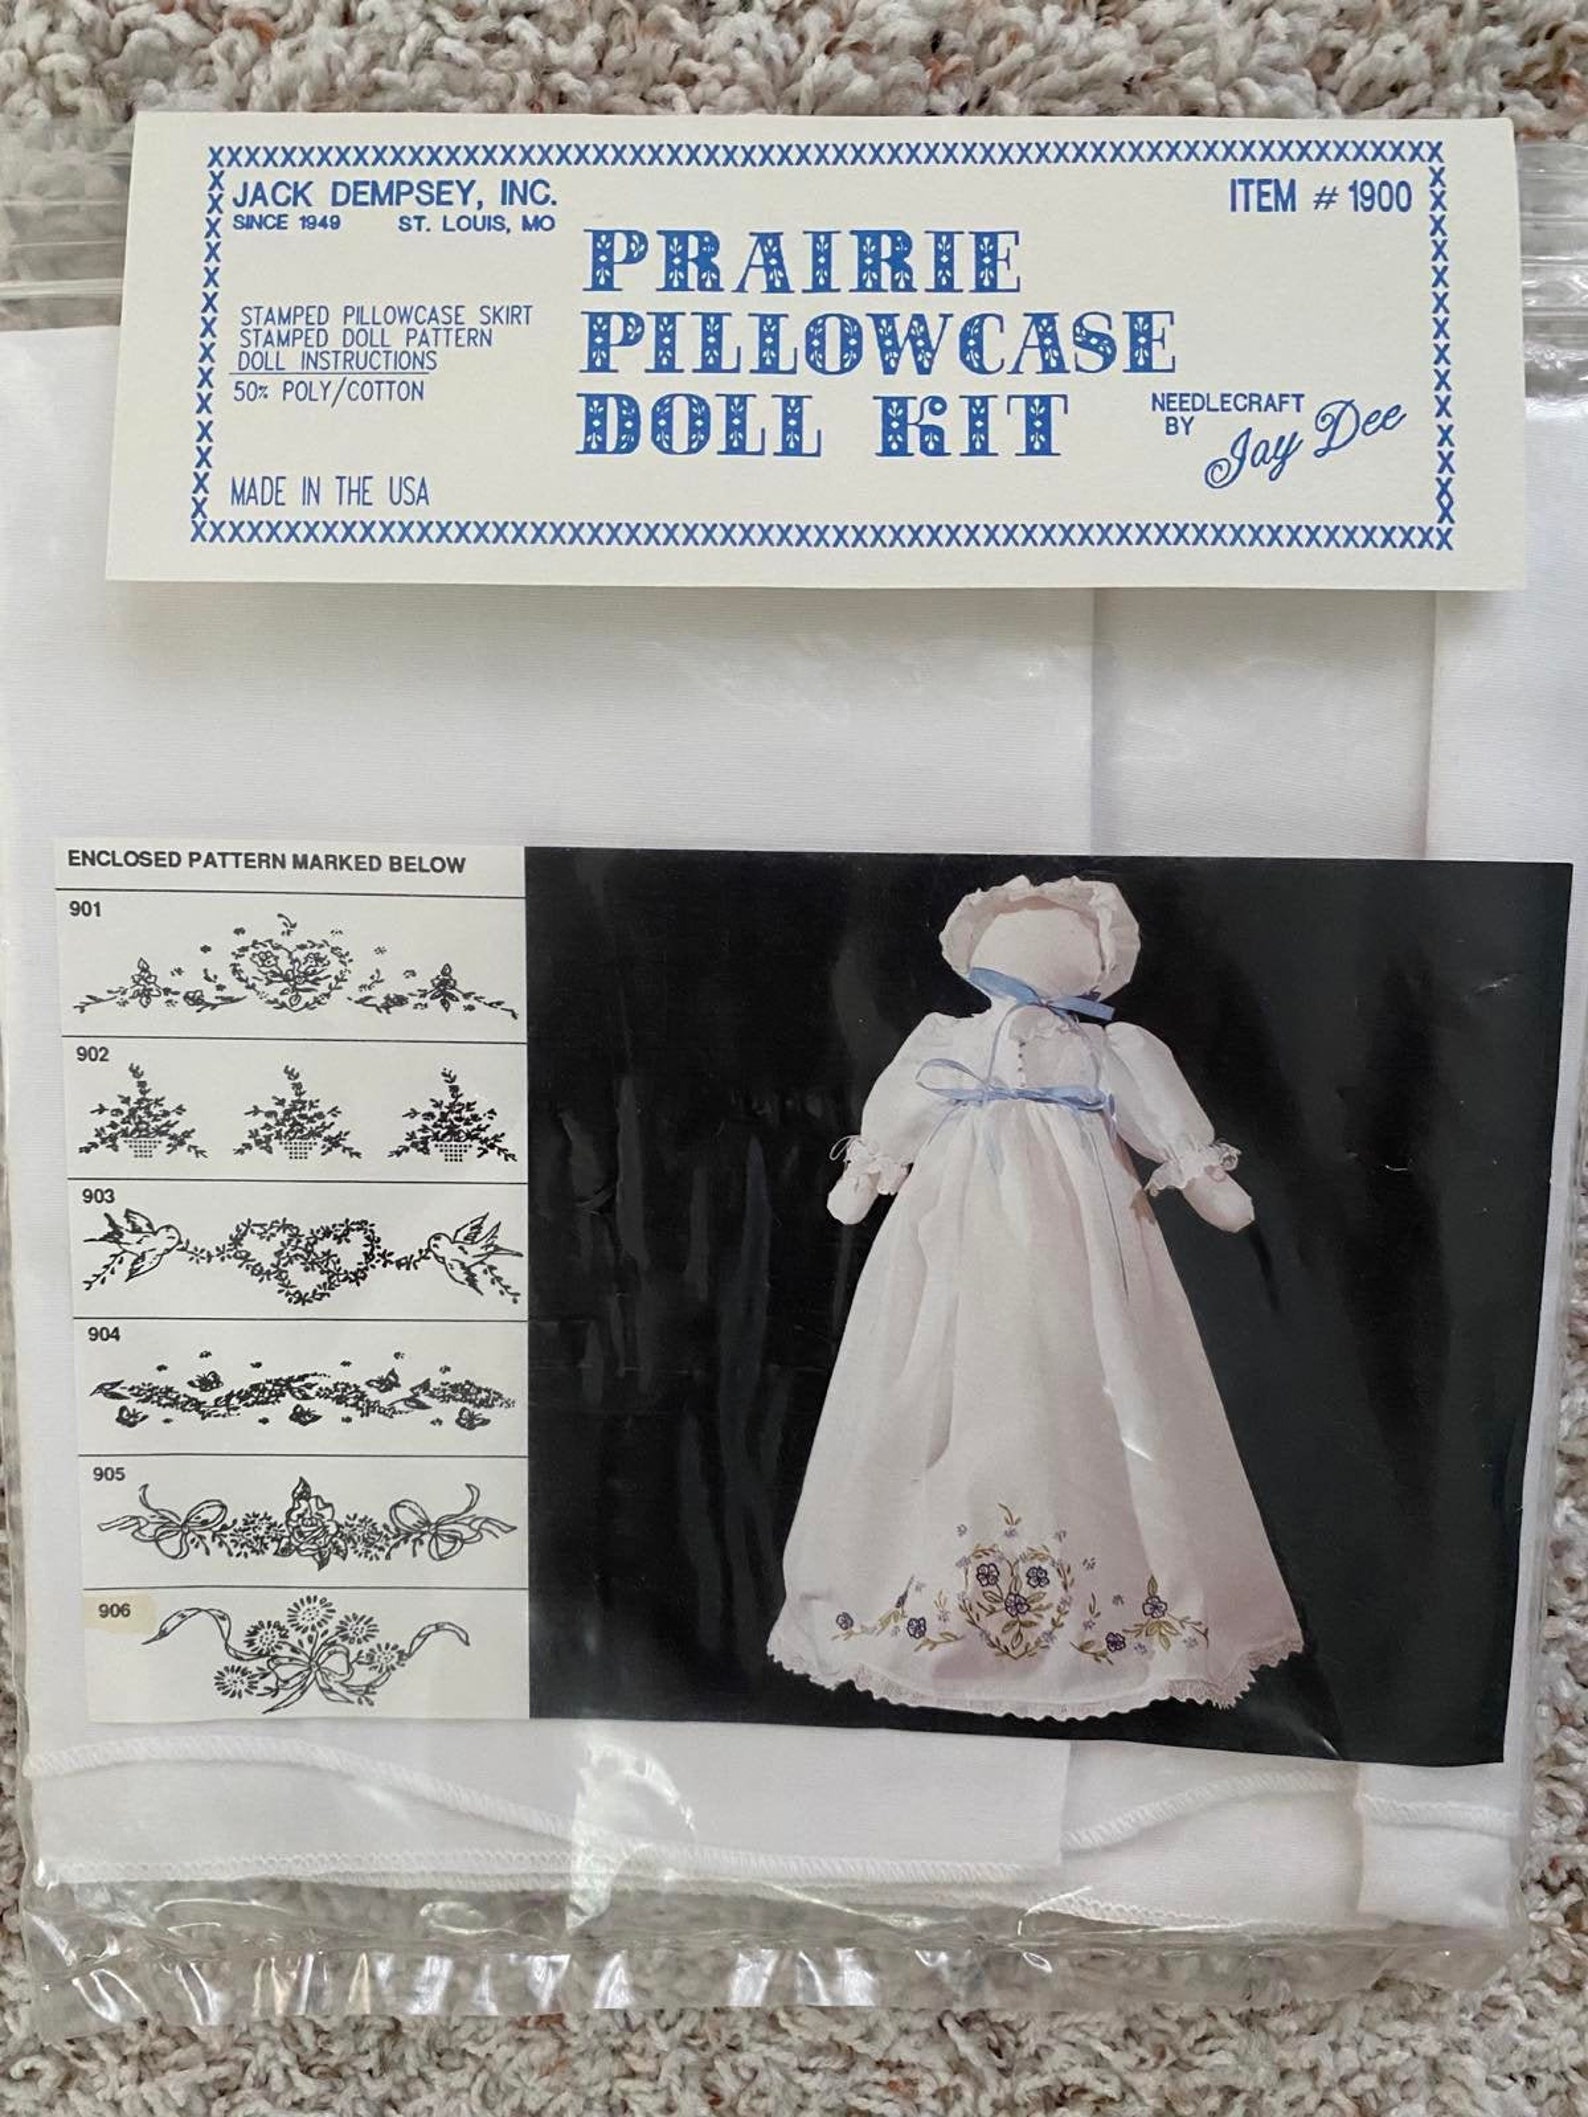 JACK DEMPSEY, INC.
SINCE 1949 ST. LOUIS, MO
ITEM # 1900
PRAIRIE
PILLOWCASE
DOLL KIT
STAMPED PILLOWCASE SKIRT
STAMPED DOLL PATTERN
DOLL INSTRUCTIONS
50% POLY/COTTON
MADE IN THE USA
NEEDLECRAFT
BY Jay Dee
ENCLOSED PATTERN MARKED BELOW
901
902
903
904
905
906